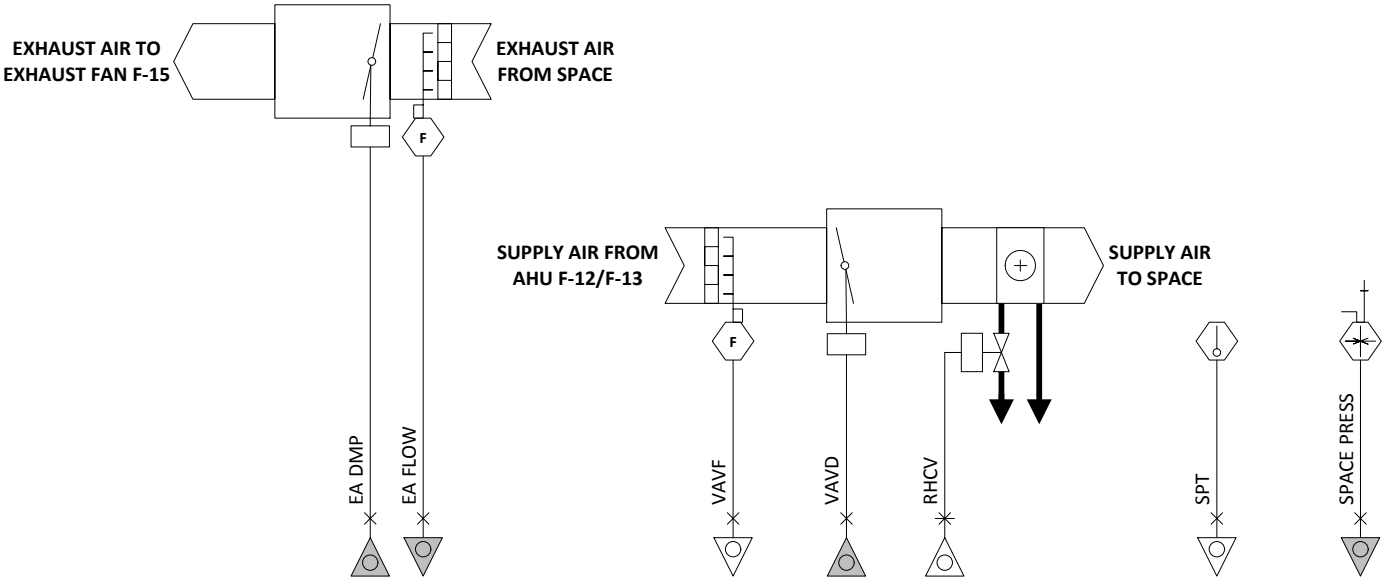 EXHAUST AIR TO
EXHAUST FAN F-15
EXHAUST AIR
FROM SPACE
F
SUPPLY AIR FROM
AHU F-12/F-13
SUPPLY AIR
TO SPACE
F
EA DMP
EA FLOW
VAVF
VAVD
RHCV
SPT
SPACE PRESS